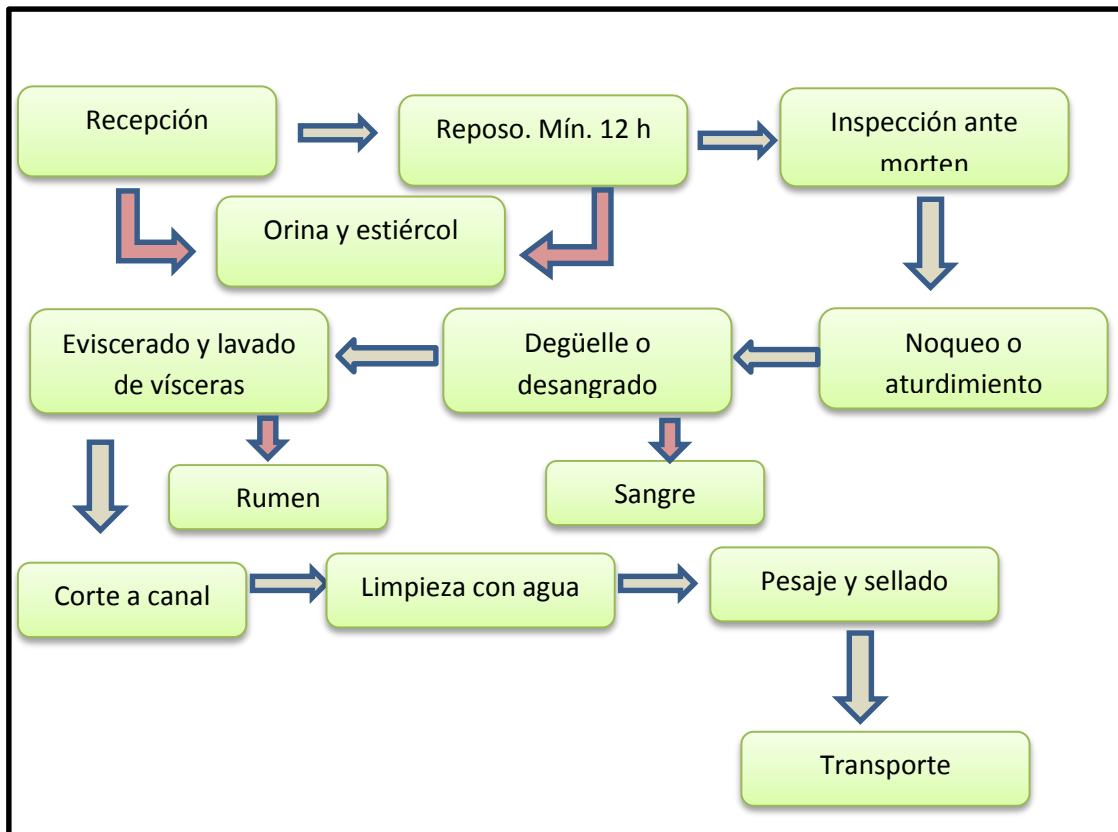 Recepción
Reposo. Mín. 12 h
Inspección ante
morten
Orina y estiércol
Eviscerado y lavado
de vísceras
Degüelle o
desangrado
Noqueo o
aturdimiento
Rumen
Sangre
Corte a canal
Limpieza con agua
Pesaje y sellado
Transporte